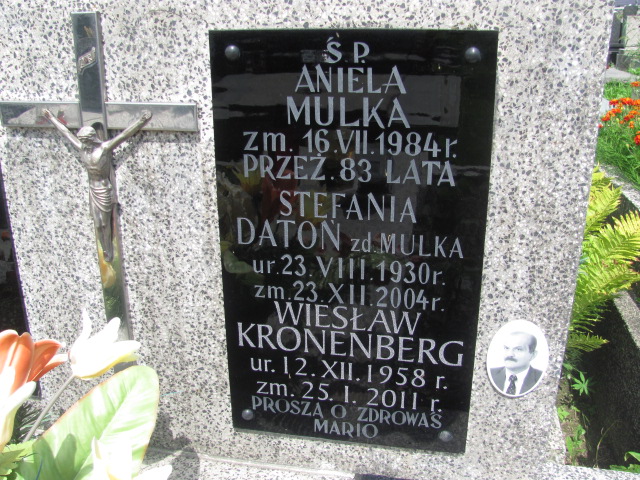 Ś. P.
ANIELA
MULKA
zm. 16.VII.1984 r.
PRZEŻ. 83 LATA
STEFANIA
DATOŃ zd. MULKA
ur. 23.VIII.1930 r.
zm. 23.XII.2004 r.
WIESŁAW
KRONENBERG
ur. 12.XII.1958 r.
zm. 25.I.2011 r.
PROSZĄ O ZDROWAŚ
MARIO